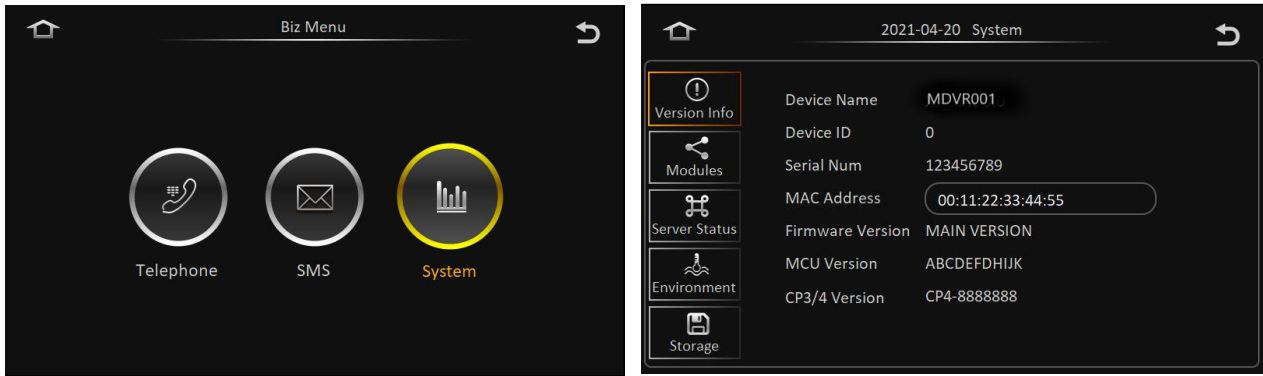 Biz Menu
Telephone
SMS
System
2021-04-20 System
Version Info
Modules
Server Status
Environment
Storage
Device Name MDVR001
Device ID 0
Serial Num 123456789
MAC Address 00:11:22:33:44:55
Firmware Version MAIN VERSION
MCU Version ABCDEFDHIJK
CP3/4 Version CP4-8888888